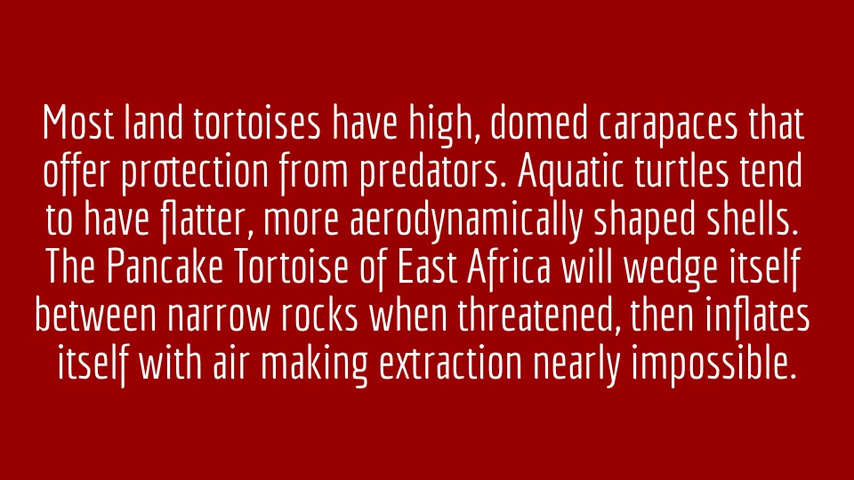 Most land tortoises have high, domed carapaces that
offer protection from predators. Aquatic turtles tend
to have flatter, more aerodynamically shaped shells.
The Pancake Tortoise of East Africa will wedge itself
between narrow rocks when threatened, then inflates
itself with air making extraction nearly impossible.